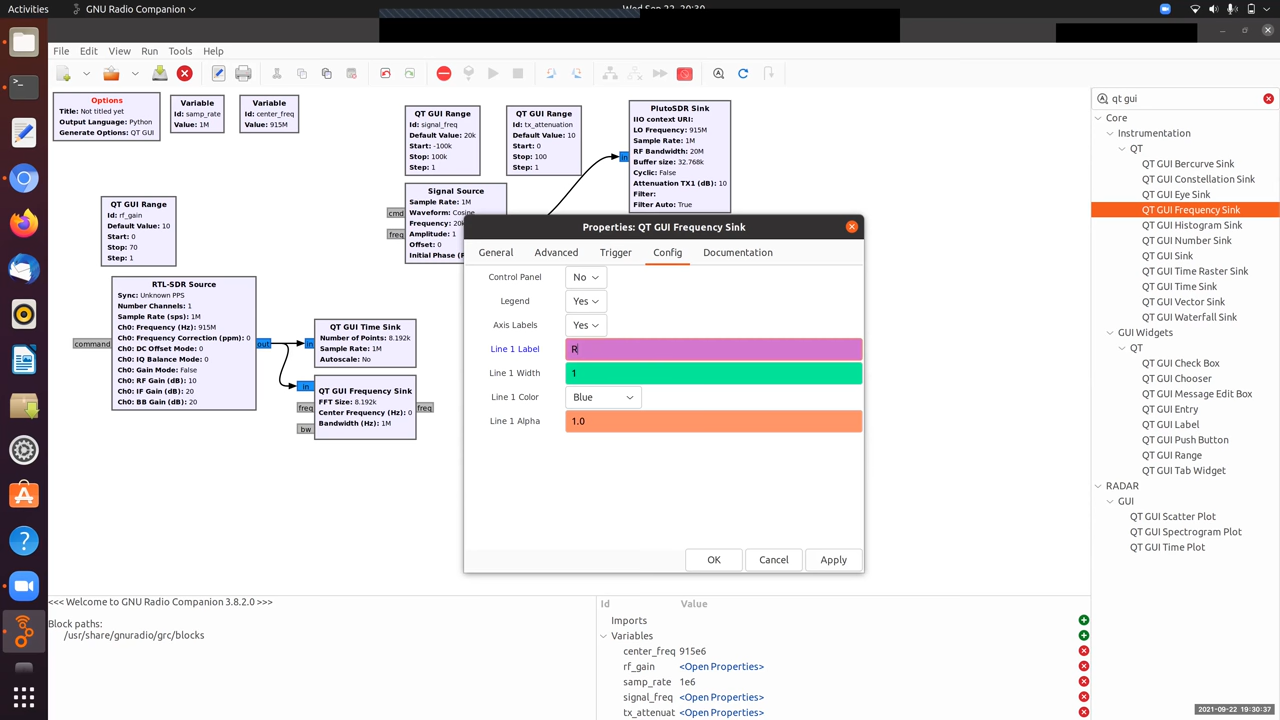 Activities
GNU Radio Companion
File Edit View Run Tools Help
Options
Title: Not titled yet
Output Language: Python
Generate Options: QT GUI
Variable
Id: samp_rate
Value: 1M
Variable
Id: center_freq
Value: 915M
QT GUI Range
Id: signal_freq
Default Value: 20k
Start: -100k
Stop: 100k
Step: 1
QT GUI Range
Id: tx_attenuation
Default Value: 10
Start: 0
Stop: 100
Step: 1
PlutoSDR Sink
IIO context URI:
LO Frequency: 915M
Sample Rate: 1M
RF Bandwidth: 20M
Buffer size: 32.768k
Cyclic: False
Attenuation TX1 (dB): 10
Filter:
Filter Auto: True
in
Signal Source
Sample Rate: 1M
Waveform: Cosine
Frequency: 20k
Amplitude: 1
Offset: 0
Initial Phase (R
cmd
freq
QT GUI Range
Id: rf_gain
Default Value: 10
Start: 0
Stop: 70
Step: 1
RTL-SDR Source
Sync: Unknown PPS
Number Channels: 1
Sample Rate (sps): 1M
Ch0: Frequency (Hz): 915M
Ch0: Frequency Correction (ppm): 0
Ch0: DC Offset Mode: 0
Ch0: IQ Balance Mode: 0
Ch0: Gain Mode: False
Ch0: RF Gain (dB): 10
Ch0: IF Gain (dB): 20
Ch0: BB Gain (dB): 20
command
out
QT GUI Time Sink
Number of Points: 8.192k
Sample Rate: 1M
Autoscale: No
in
QT GUI Frequency Sink
FFT Size: 8.192k
Center Frequency (Hz): 0
Bandwidth (Hz): 1M
in
freq
bw
freq
Properties: QT GUI Frequency Sink
General Advanced Trigger Config Documentation
Control Panel No
Legend Yes
Axis Labels Yes
Line 1 Label R
Line 1 Width 1
Line 1 Color Blue
Line 1 Alpha 1.0
OK Cancel Apply
qt gui
Core
Instrumentation
QT
QT GUI Bercurve Sink
QT GUI Constellation Sink
QT GUI Eye Sink
QT GUI Frequency Sink
QT GUI Histogram Sink
QT GUI Number Sink
QT GUI Sink
QT GUI Time Raster Sink
QT GUI Time Sink
QT GUI Vector Sink
QT GUI Waterfall Sink
GUI Widgets
QT
QT GUI Check Box
QT GUI Chooser
QT GUI Message Edit Box
QT GUI Entry
QT GUI Label
QT GUI Push Button
QT GUI Range
QT GUI Tab Widget
RADAR
GUI
QT GUI Scatter Plot
QT GUI Spectrogram Plot
QT GUI Time Plot
<<< Welcome to GNU Radio Companion 3.8.2.0 >>>
Block paths:
/usr/share/gnuradio/grc/blocks
Id Value
Imports
Variables
center_freq 915e6
rf_gain <Open Properties>
samp_rate 1e6
signal_freq <Open Properties>
tx_attenuat <Open Properties>
2021-09-22 19:30:37